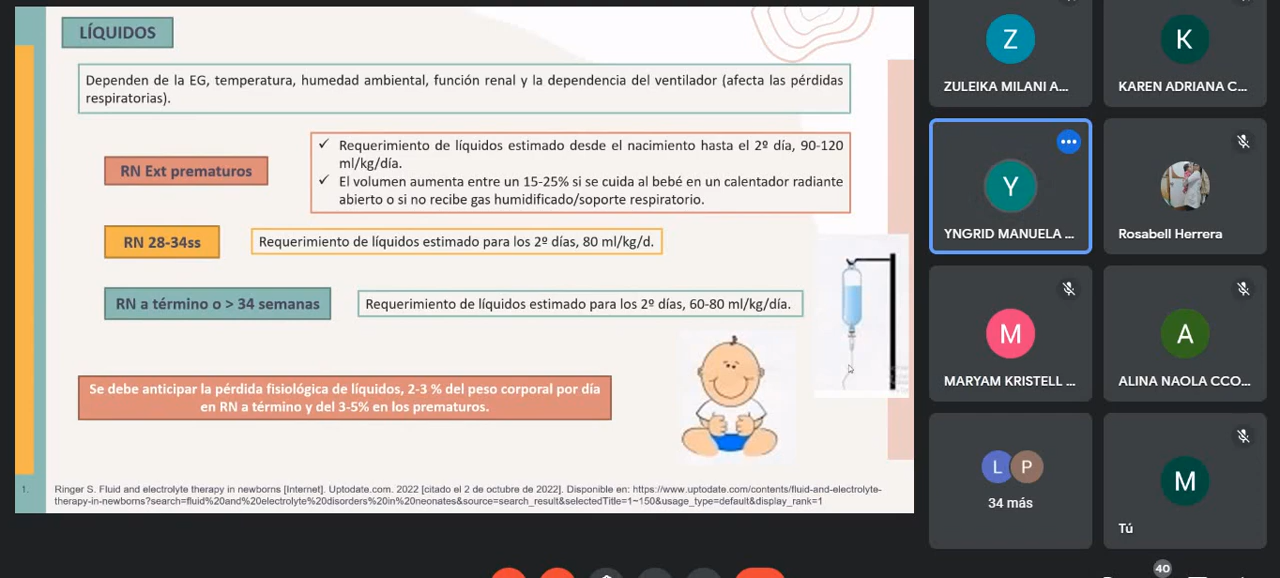 LÍQUIDOS
Dependen de la EG, temperatura, humedad ambiental, función renal y la dependencia del ventilador (afecta las pérdidas
respiratorias).
RN Ext prematuros
✓ Requerimiento de líquidos estimado desde el nacimiento hasta el 2º día, 90-120
ml/kg/día.
✓ El volumen aumenta entre un 15-25% si se cuida al bebé en un calentador radiante
abierto o si no recibe gas humidificado/soporte respiratorio.
RN 28-34ss
Requerimiento de líquidos estimado para los 2º días, 80 ml/kg/d.
RN a término o > 34 semanas
Requerimiento de líquidos estimado para los 2º días, 60-80 ml/kg/día.
Se debe anticipar la pérdida fisiológica de líquidos, 2-3 % del peso corporal por día
en RN a término y del 3-5% en los prematuros.
1. Ringer S. Fluid and electrolyte therapy in newborns [Internet]. Uptodate.com. 2022 [citado el 2 de octubre de 2022]. Disponible en: https://www.uptodate.com/contents/fluid-and-electrolyte-
therapy-in-newborns?search=fluid%20and%20electrolyte%20disorders%20in%20neonates&source=search_result&selectedTitle=1~150&usage_type=default&display_rank=1
Z
ZULEIKA MILANI A...
K
KAREN ADRIANA C...
Y
YNGRID MANUELA ...
Rosabell Herrera
M
MARYAM KRISTELL ...
A
ALINA NAOLA CCO...
L P
34 más
M
Tú
40